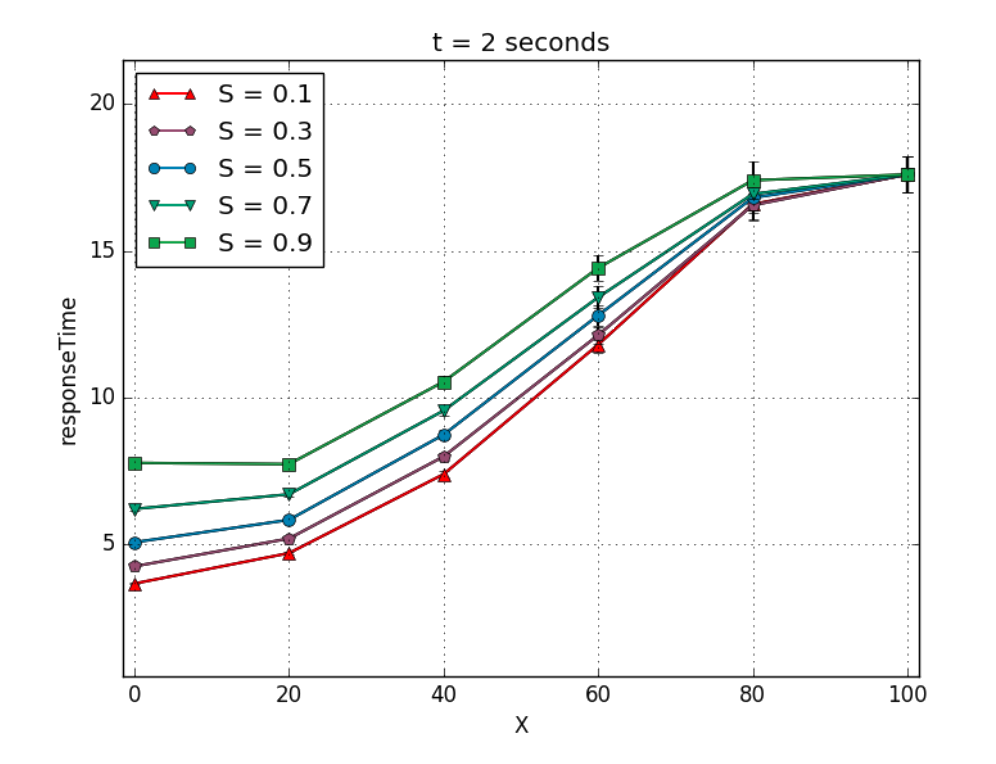 t = 2 seconds
S = 0.1
S = 0.3
S = 0.5
S = 0.7
S = 0.9
responseTime
20
15
10
5
0 20 40 60 80 100
X